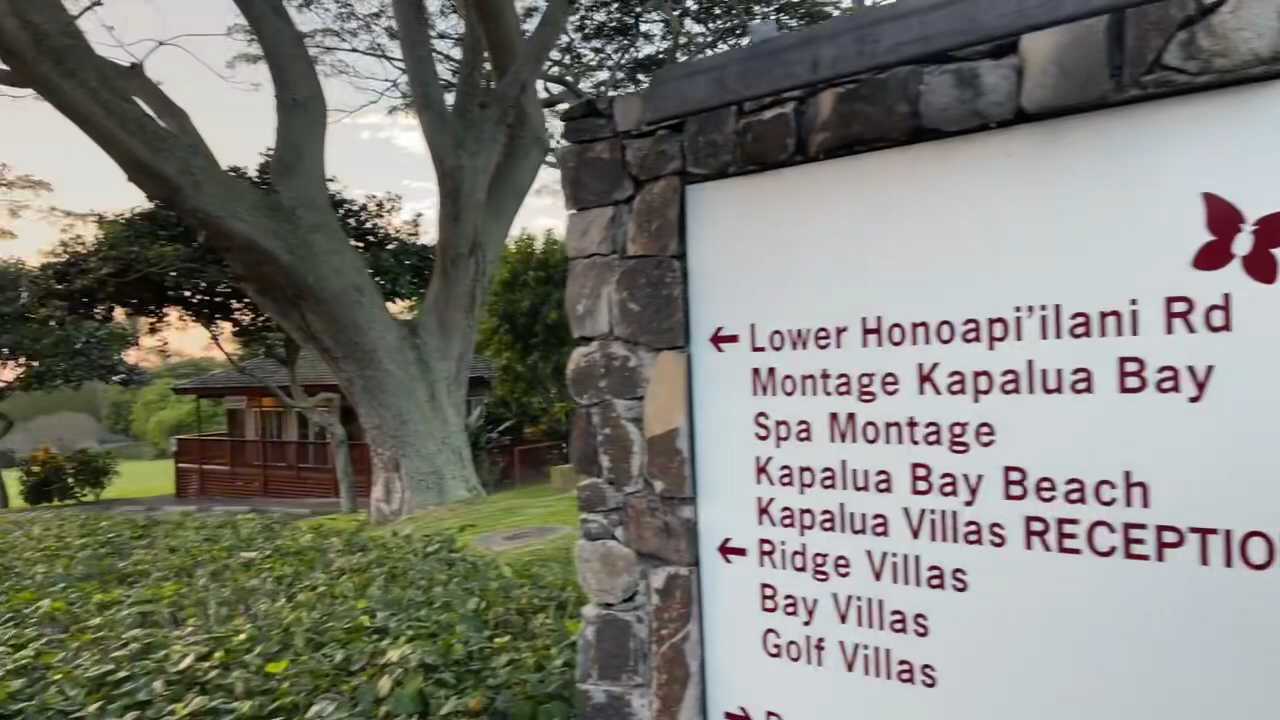 ← Lower Honoapi’ilani Rd
Montage Kapalua Bay
Spa Montage
Kapalua Bay Beach
Kapalua Villas
← Ridge Villas
Bay Villas
Golf Villas